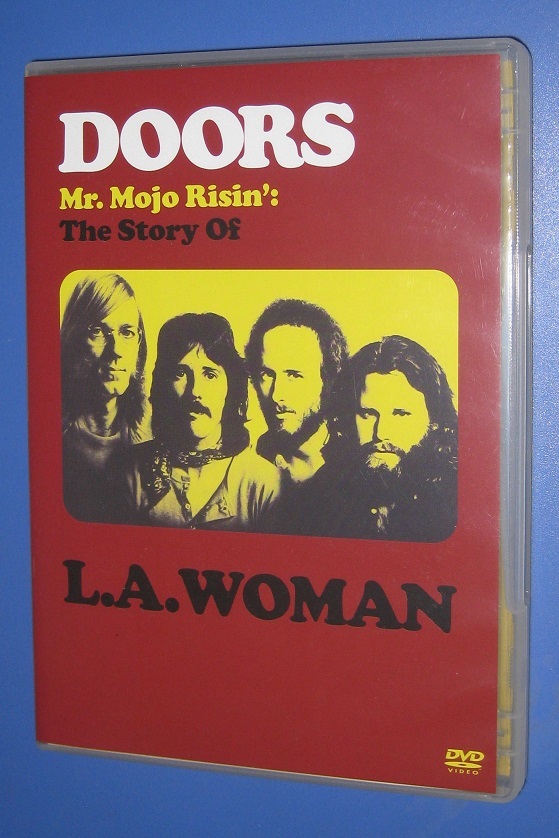 DOORS
Mr. Mojo Risin':
The Story Of
L.A.WOMAN
DVD
VIDEO